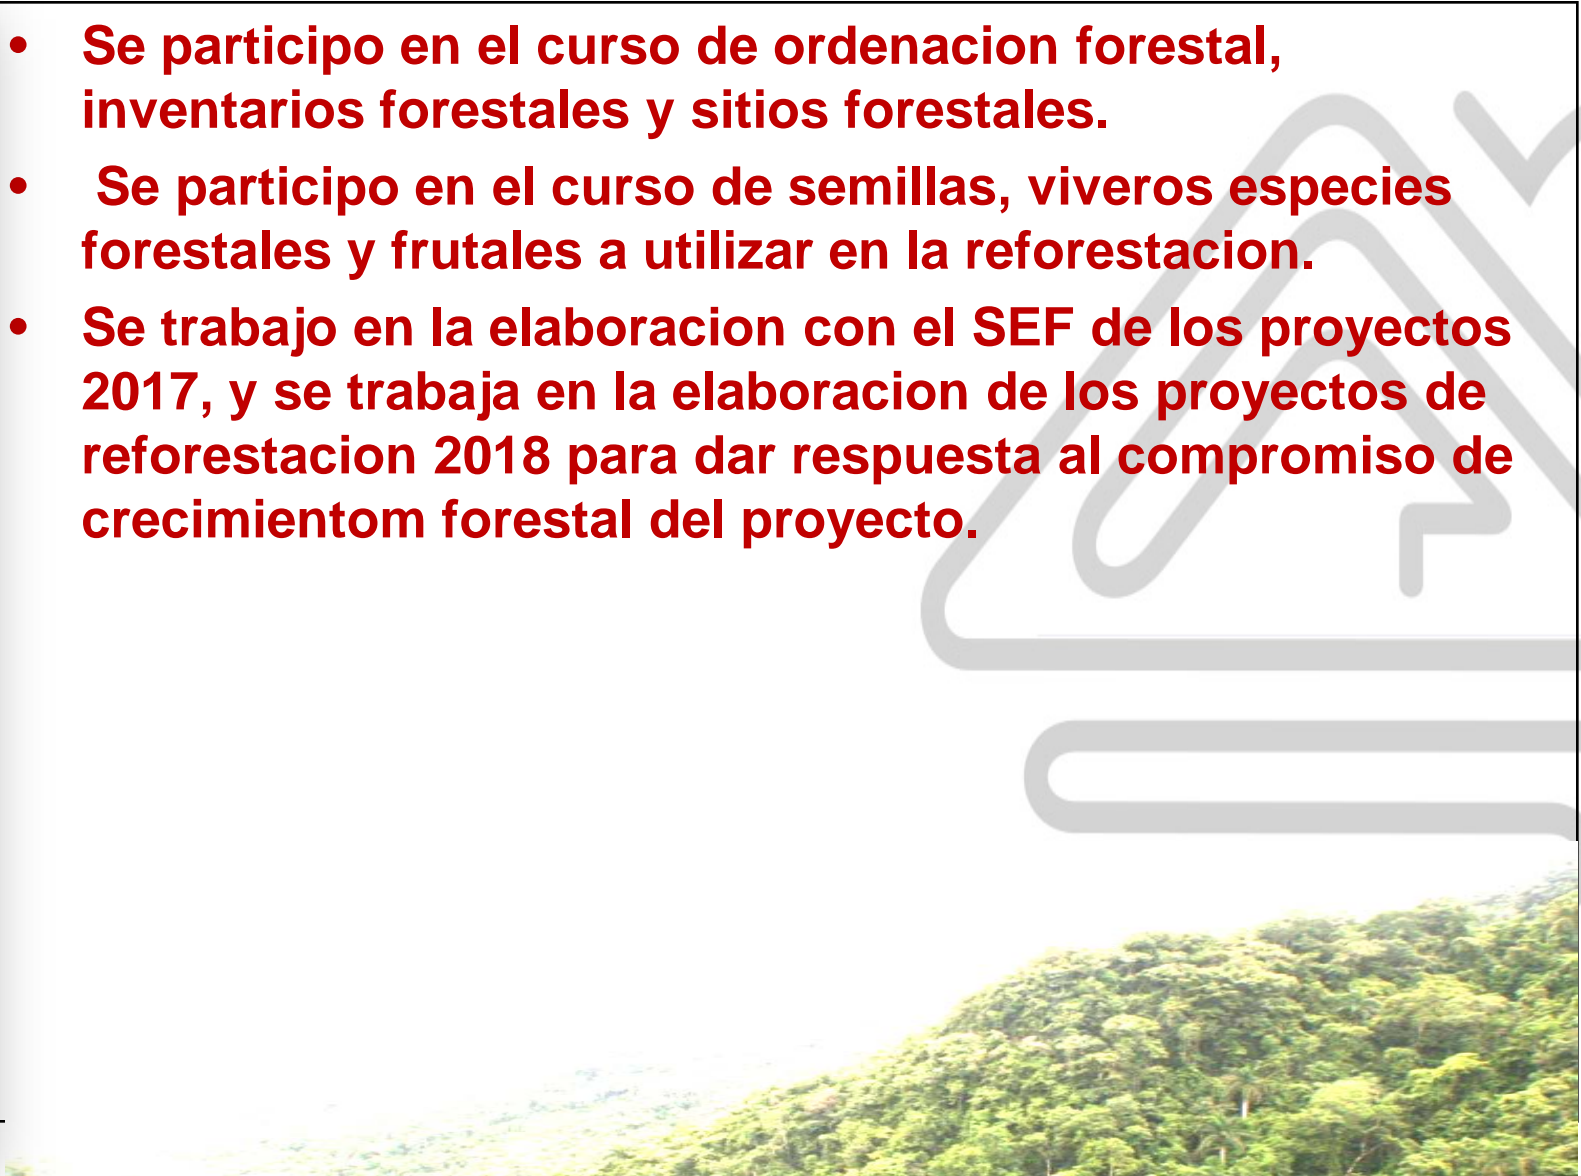 • Se participo en el curso de ordenacion forestal,
inventarios forestales y sitios forestales.
• Se participo en el curso de semillas, viveros especies
forestales y frutales a utilizar en la reforestacion.
• Se trabajo en la elaboracion con el SEF de los proyectos
2017, y se trabaja en la elaboracion de los proyectos de
reforestacion 2018 para dar respuesta al compromiso de
crecimientom forestal del proyecto.